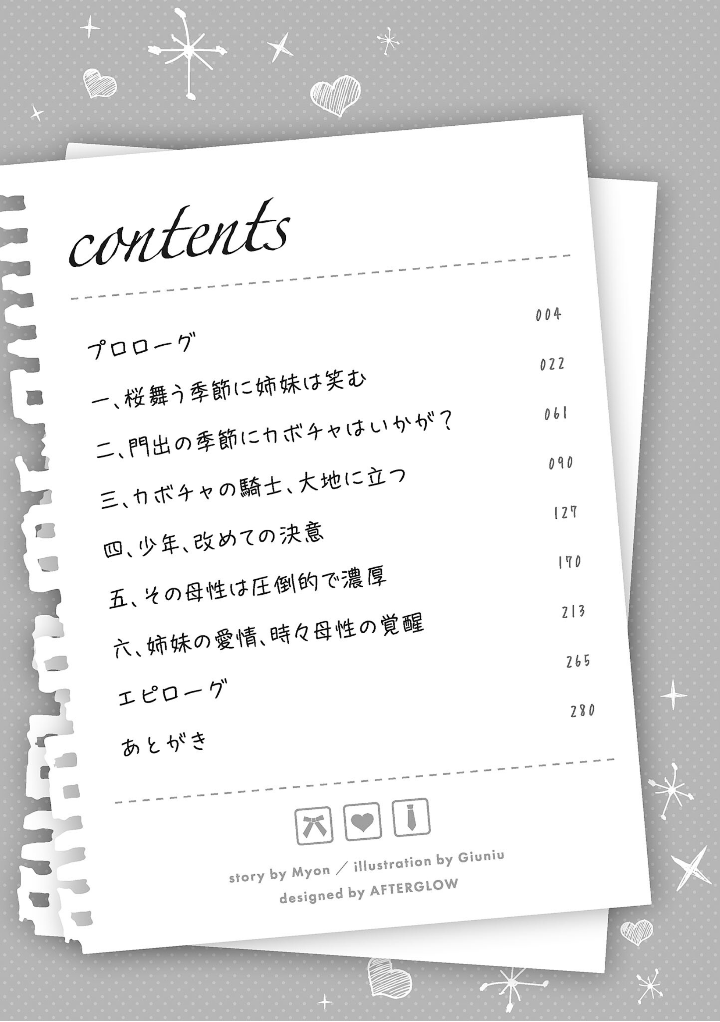 contents
プロローグ 004
一、桜舞う季節に姉妹は笑む 022
二、門出の季節にカボチャはいかが？ 061
三、カボチャの騎士、大地に立つ 090
四、少年、改めての決意 127
五、その母性は圧倒的で濃厚 170
六、姉妹の愛情、時々母性の覚醒 213
エピローグ 265
あとがき 280
story by Myon ／ illustration by Giuniu
designed by AFTERGLOW